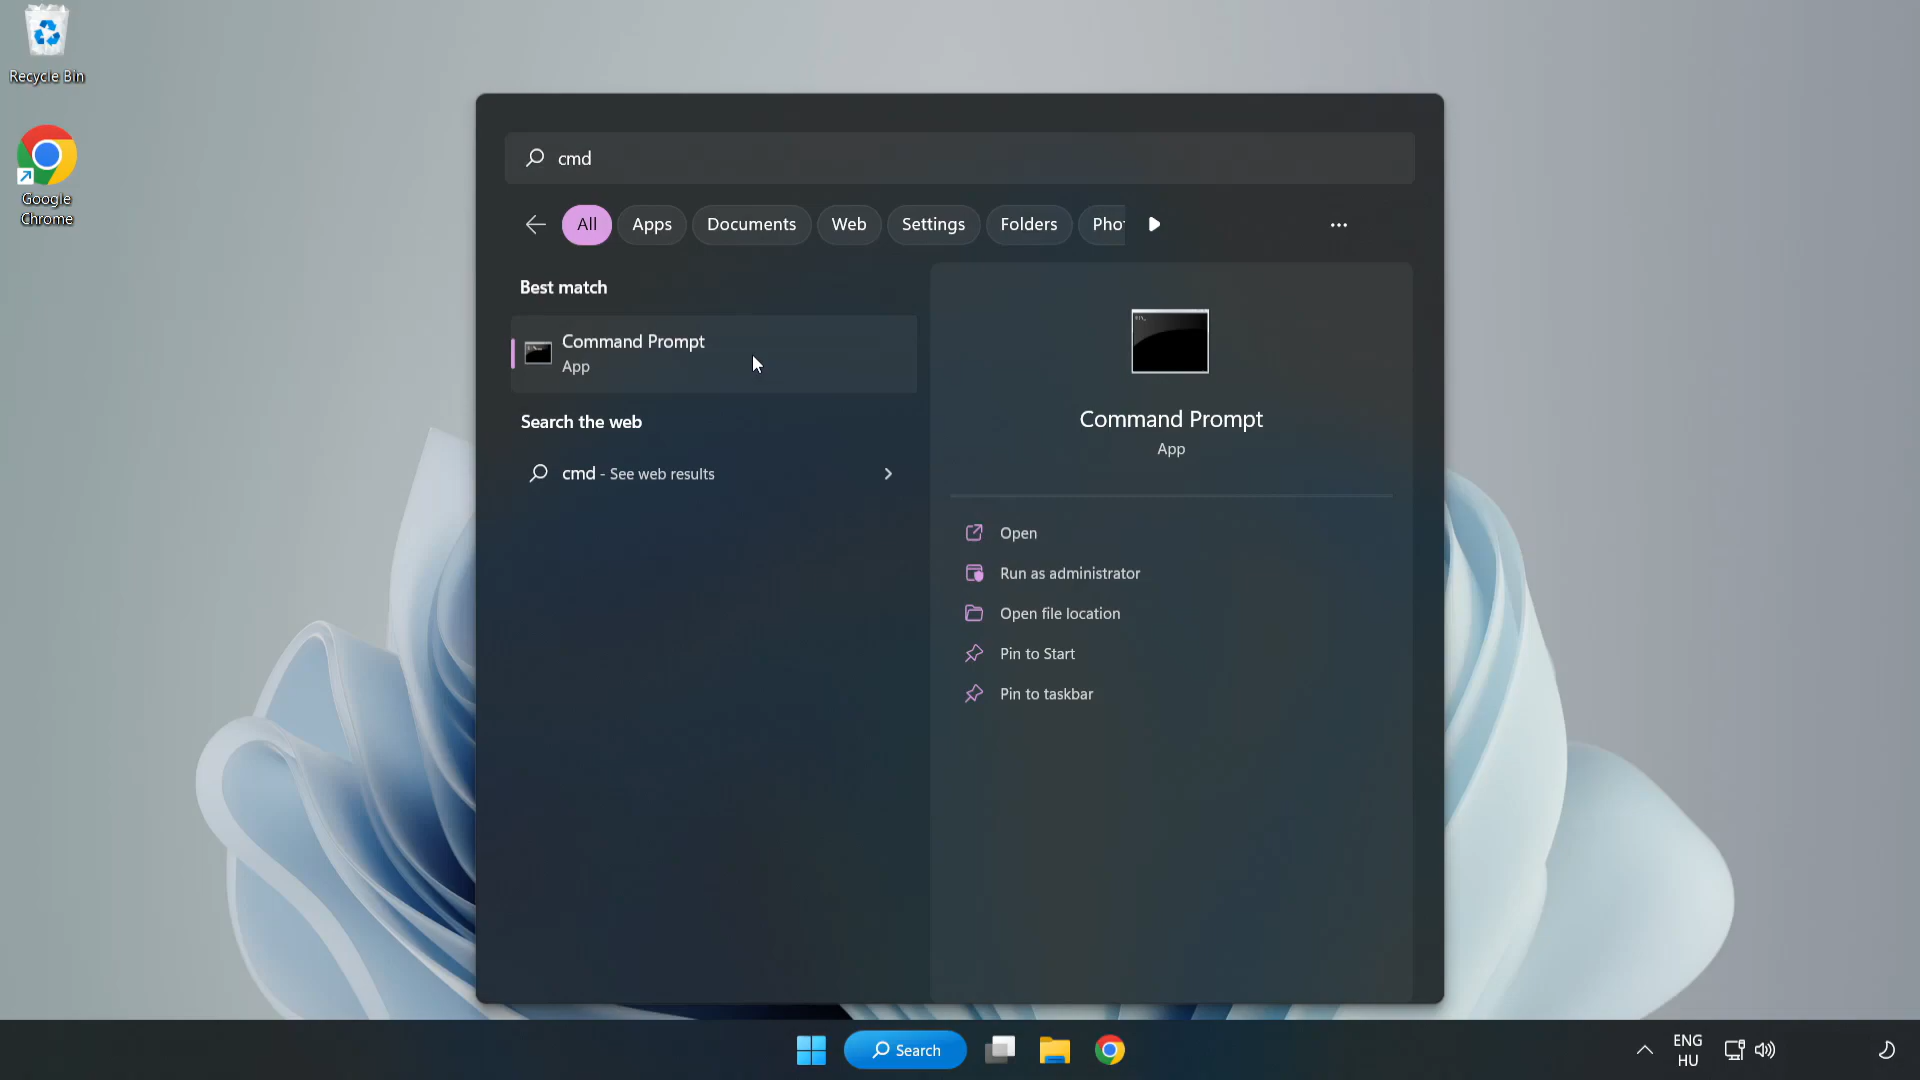 Recycle Bin
Google
Chrome
cmd
All
Apps
Documents
Web
Settings
Folders
Pho
Best match
Command Prompt
App
Search the web
cmd - See web results
Command Prompt
App
Open
Run as administrator
Open file location
Pin to Start
Pin to taskbar
Search
ENG
HU